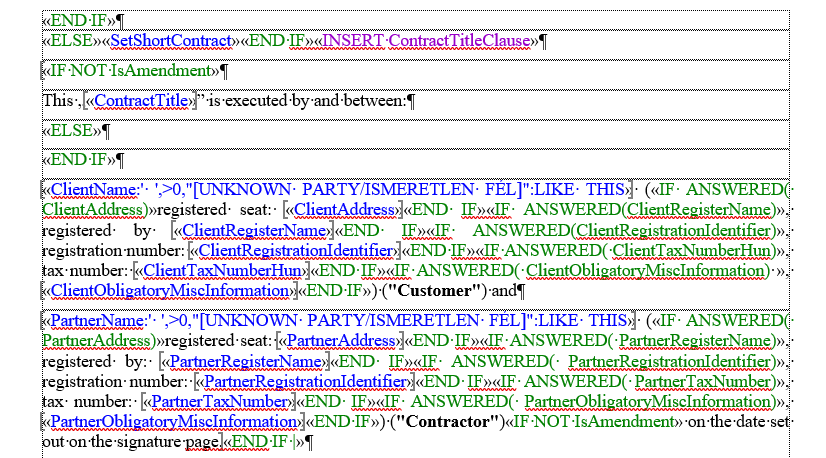 «END·IF»¶
«ELSE»«SetShortContract»«END·IF»«INSERT·ContractTitleClause»¶
«IF·NOT·IsAmendment»¶
This·,[«ContractTitle»]”·is·executed·by·and·between:¶
«ELSE»¶
«END·IF»¶
[«ClientName:'· ',>0,"[UNKNOWN· PARTY/ISMERETLEN· FÉL]":LIKE· THIS»]· («IF· ANSWERED(·
ClientAddress)»registered· seat:· [«ClientAddress»]«END· IF»«IF· ANSWERED(ClientRegisterName)»,·
registered· by· [«ClientRegisterName»]«END· IF»«IF· ANSWERED(ClientRegistrationIdentifier)»,·
registration·number:[«ClientRegistrationIdentifier»]«END·IF»«IF·ANSWERED(·ClientTaxNumberHun)»,·
tax·number:·[«ClientTaxNumberHun»]«END·IF»«IF·ANSWERED(·ClientObligatoryMiscInformation)·»,·
[«ClientObligatoryMiscInformation»]«END·IF»)·("Customer")·and¶
[«PartnerName:'· ',>0,"[UNKNOWN· PARTY/ISMERETLEN· FÉL]":LIKE· THIS»]· («IF· ANSWERED(·
PartnerAddress)»registered·seat:·[«PartnerAddress»]«END· IF»«IF· ANSWERED(·PartnerRegisterName)»,·
registered· by:· [«PartnerRegisterName»]«END· IF»«IF· ANSWERED(· PartnerRegistrationIdentifier)»,·
registration·number:·[«PartnerRegistrationIdentifier»]«END·IF»«IF·ANSWERED(·PartnerTaxNumber)»,·
tax· number:· [«PartnerTaxNumber»]«END· IF»«IF· ANSWERED(· PartnerObligatoryMiscInformation)»,·
[«PartnerObligatoryMiscInformation»]«END·IF»)·("Contractor")«IF·NOT·IsAmendment»·on·the·date·set·
out·on·the·signature·page.«END·IF·»¶